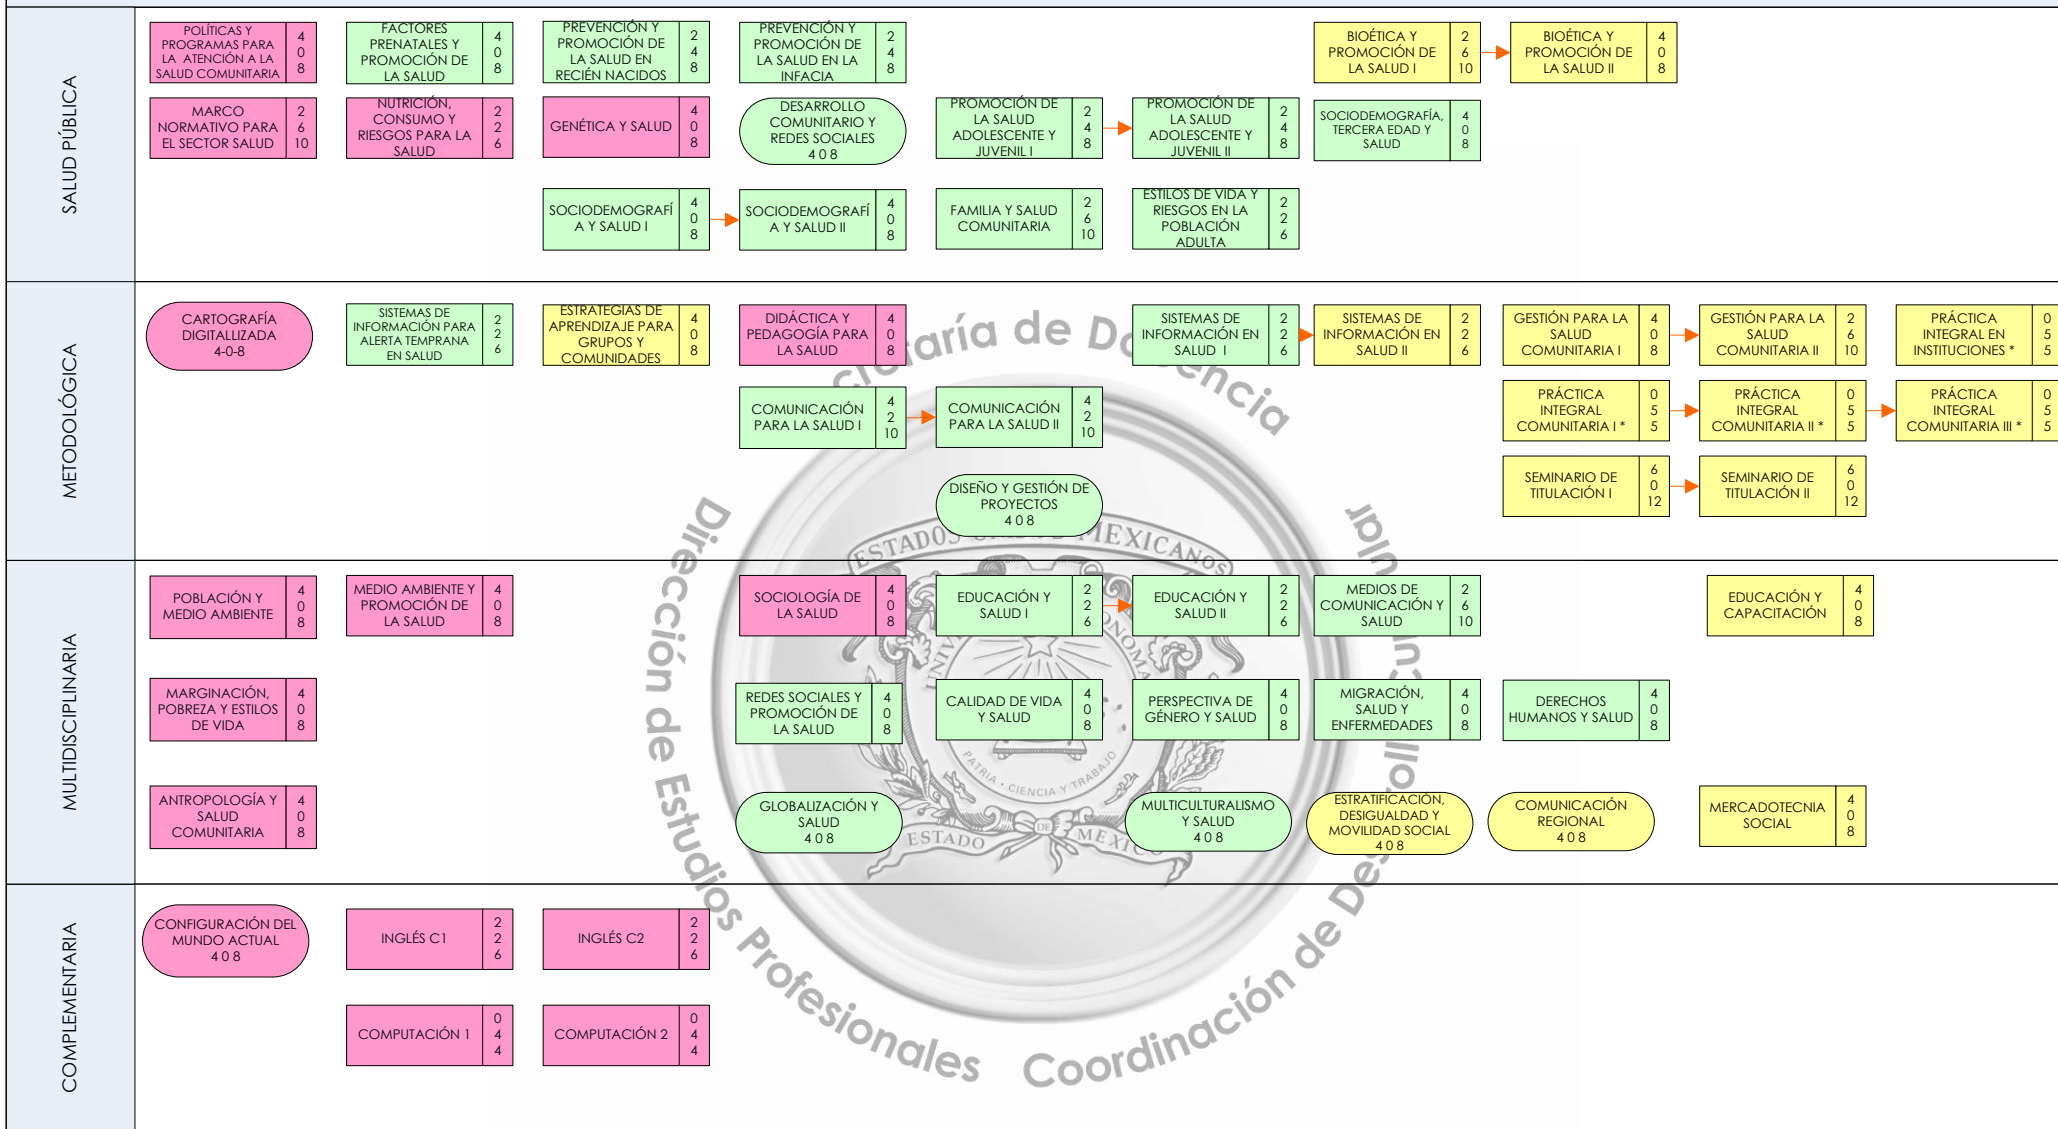 SALUD PÚBLICA
POLÍTICAS Y
PROGRAMAS PARA
LA ATENCIÓN A LA
SALUD COMUNITARIA
4
0
8
FACTORES
PRENATALES Y
PROMOCIÓN DE
LA SALUD
4
0
8
PREVENCIÓN Y
PROMOCIÓN DE
LA SALUD EN
RECIÉN NACIDOS
2
4
8
PREVENCIÓN Y
PROMOCIÓN DE
LA SALUD EN LA
INFACIA
2
4
8
BIOÉTICA Y
PROMOCIÓN DE
LA SALUD I
2
6
10
BIOÉTICA Y
PROMOCIÓN DE
LA SALUD II
4
0
8
MARCO
NORMATIVO PARA
EL SECTOR SALUD
2
6
10
NUTRICIÓN,
CONSUMO Y
RIESGOS PARA LA
SALUD
2
2
6
GENÉTICA Y SALUD
4
0
8
DESARROLLO
COMUNITARIO Y
REDES SOCIALES
4 0 8
PROMOCIÓN DE
LA SALUD
ADOLESCENTE Y
JUVENIL I
2
4
8
PROMOCIÓN DE
LA SALUD
ADOLESCENTE Y
JUVENIL II
2
4
8
SOCIODEMOGRAFÍA,
TERCERA EDAD Y
SALUD
4
0
8
SOCIODEMOGRAFÍ
A Y SALUD I
4
0
8
SOCIODEMOGRAFÍ
A Y SALUD II
4
0
8
FAMILIA Y SALUD
COMUNITARIA
2
6
10
ESTILOS DE VIDA Y
RIESGOS EN LA
POBLACIÓN
ADULTA
2
2
6
METODOLÓGICA
CARTOGRAFÍA
DIGITALLIZADA
4-0-8
SISTEMAS DE
INFORMACIÓN PARA
ALERTA TEMPRANA
EN SALUD
2
2
6
ESTRATEGIAS DE
APRENDIZAJE PARA
GRUPOS Y
COMUNIDADES
4
0
8
DIDÁCTICA Y
PEDAGOGÍA PARA
LA SALUD
4
0
8
SISTEMAS DE
INFORMACIÓN EN
SALUD I
2
2
6
SISTEMAS DE
INFORMACIÓN EN
SALUD II
2
2
6
GESTIÓN PARA LA
SALUD
COMUNITARIA I
4
0
8
GESTIÓN PARA LA
SALUD
COMUNITARIA II
2
6
10
PRÁCTICA
INTEGRAL EN
INSTITUCIONES *
0
5
5
COMUNICACIÓN
PARA LA SALUD I
4
2
10
COMUNICACIÓN
PARA LA SALUD II
4
2
10
PRÁCTICA
INTEGRAL
COMUNITARIA I *
0
5
5
PRÁCTICA
INTEGRAL
COMUNITARIA II *
0
5
5
PRÁCTICA
INTEGRAL
COMUNITARIA III *
0
5
5
DISEÑO Y GESTIÓN DE
PROYECTOS
4 0 8
SEMINARIO DE
TITULACIÓN I
6
0
12
SEMINARIO DE
TITULACIÓN II
6
0
12
MULTIDISCIPLINARIA
POBLACIÓN Y
MEDIO AMBIENTE
4
0
8
MEDIO AMBIENTE Y
PROMOCIÓN DE
LA SALUD
4
0
8
SOCIOLOGÍA DE
LA SALUD
4
0
8
EDUCACIÓN Y
SALUD I
2
2
6
EDUCACIÓN Y
SALUD II
2
2
6
MEDIOS DE
COMUNICACIÓN Y
SALUD
2
6
10
EDUCACIÓN Y
CAPACITACIÓN
4
0
8
MARGINACIÓN,
POBREZA Y ESTILOS
DE VIDA
4
0
8
REDES SOCIALES Y
PROMOCIÓN DE
LA SALUD
4
0
8
CALIDAD DE VIDA
Y SALUD
4
0
8
PERSPECTIVA DE
GÉNERO Y SALUD
4
0
8
MIGRACIÓN,
SALUD Y
ENFERMEDADES
4
0
8
DERECHOS
HUMANOS Y SALUD
4
0
8
ANTROPOLOGÍA Y
SALUD
COMUNITARIA
4
0
8
GLOBALIZACIÓN Y
SALUD
4 0 8
MULTICULTURALISMO
Y SALUD
4 0 8
ESTRATIFICACIÓN,
DESIGUALDAD Y
MOVILIDAD SOCIAL
4 0 8
COMUNICACIÓN
REGIONAL
4 0 8
MERCADOTECNIA
SOCIAL
4
0
8
COMPLEMENTARIA
CONFIGURACIÓN DEL
MUNDO ACTUAL
4 0 8
INGLÉS C1
2
2
6
INGLÉS C2
2
2
6
COMPUTACIÓN 1
0
4
4
COMPUTACIÓN 2
0
4
4
de
Dirección de Estudios Profesionales
Coordinación de
ESTADOS
MEXICANOS
PATRIA · CIENCIA Y TRABAJO
ESTADO DE MEXICO